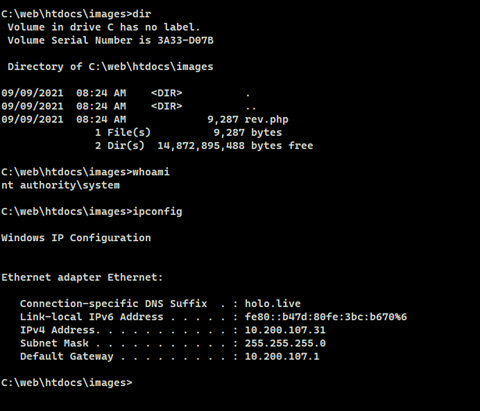 C:\web\htdocs\images>dir
 Volume in drive C has no label.
 Volume Serial Number is 3A33-D07B

 Directory of C:\web\htdocs\images

09/09/2021  08:24 AM    <DIR>          .
09/09/2021  08:24 AM    <DIR>          ..
09/09/2021  08:24 AM             9,287 rev.php
               1 File(s)          9,287 bytes
               2 Dir(s)  14,872,895,488 bytes free

C:\web\htdocs\images>whoami
nt authority\system

C:\web\htdocs\images>ipconfig

Windows IP Configuration


Ethernet adapter Ethernet:

   Connection-specific DNS Suffix  . : holo.live
   Link-local IPv6 Address . . . . . : fe80::b47d:80fe:3bc:b670%6
   IPv4 Address. . . . . . . . . . . : 10.200.107.31
   Subnet Mask . . . . . . . . . . . : 255.255.255.0
   Default Gateway . . . . . . . . . : 10.200.107.1

C:\web\htdocs\images>